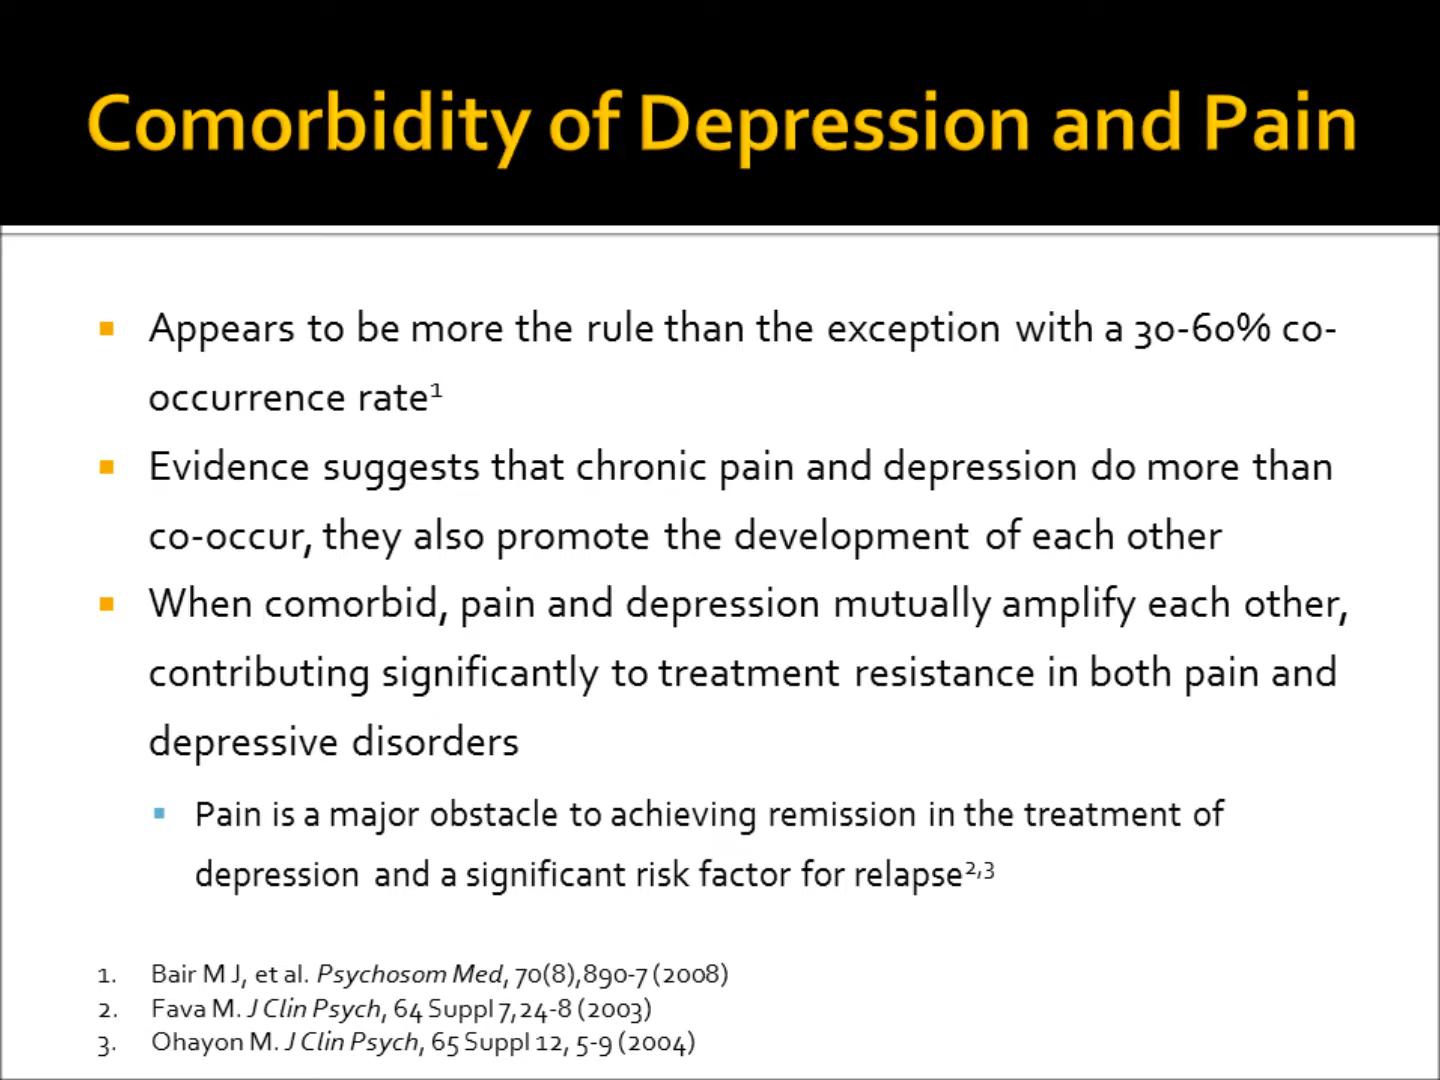 Comorbidity of Depression and Pain
Appears to be more the rule than the exception with a 30-60% co-
occurrence rate1
Evidence suggests that chronic pain and depression do more than
co-occur, they also promote the development of each other
When comorbid, pain and depression mutually amplify each other,
contributing significantly to treatment resistance in both pain and
depressive disorders
Pain is a major obstacle to achieving remission in the treatment of
depression and a significant risk factor for relapse2,3
1. Bair M J, et al. Psychosom Med, 70(8),890-7 (2008)
2. Fava M. J Clin Psych, 64 Suppl 7,24-8 (2003)
3. Ohayon M. J Clin Psych, 65 Suppl 12, 5-9 (2004)